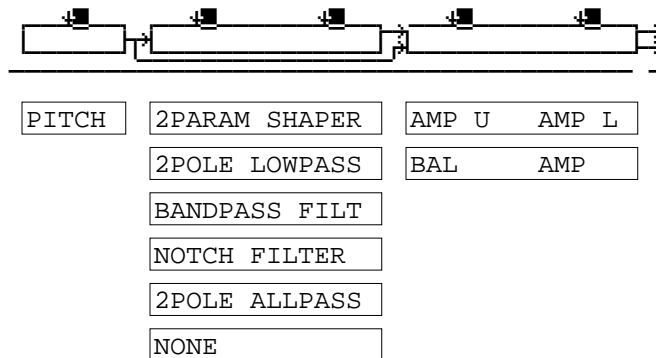 PITCH 2PARAM SHAPER AMP U AMP L
2POLE LOWPASS BAL AMP
BANDPASS FILT
NOTCH FILTER
2POLE ALLPASS
NONE